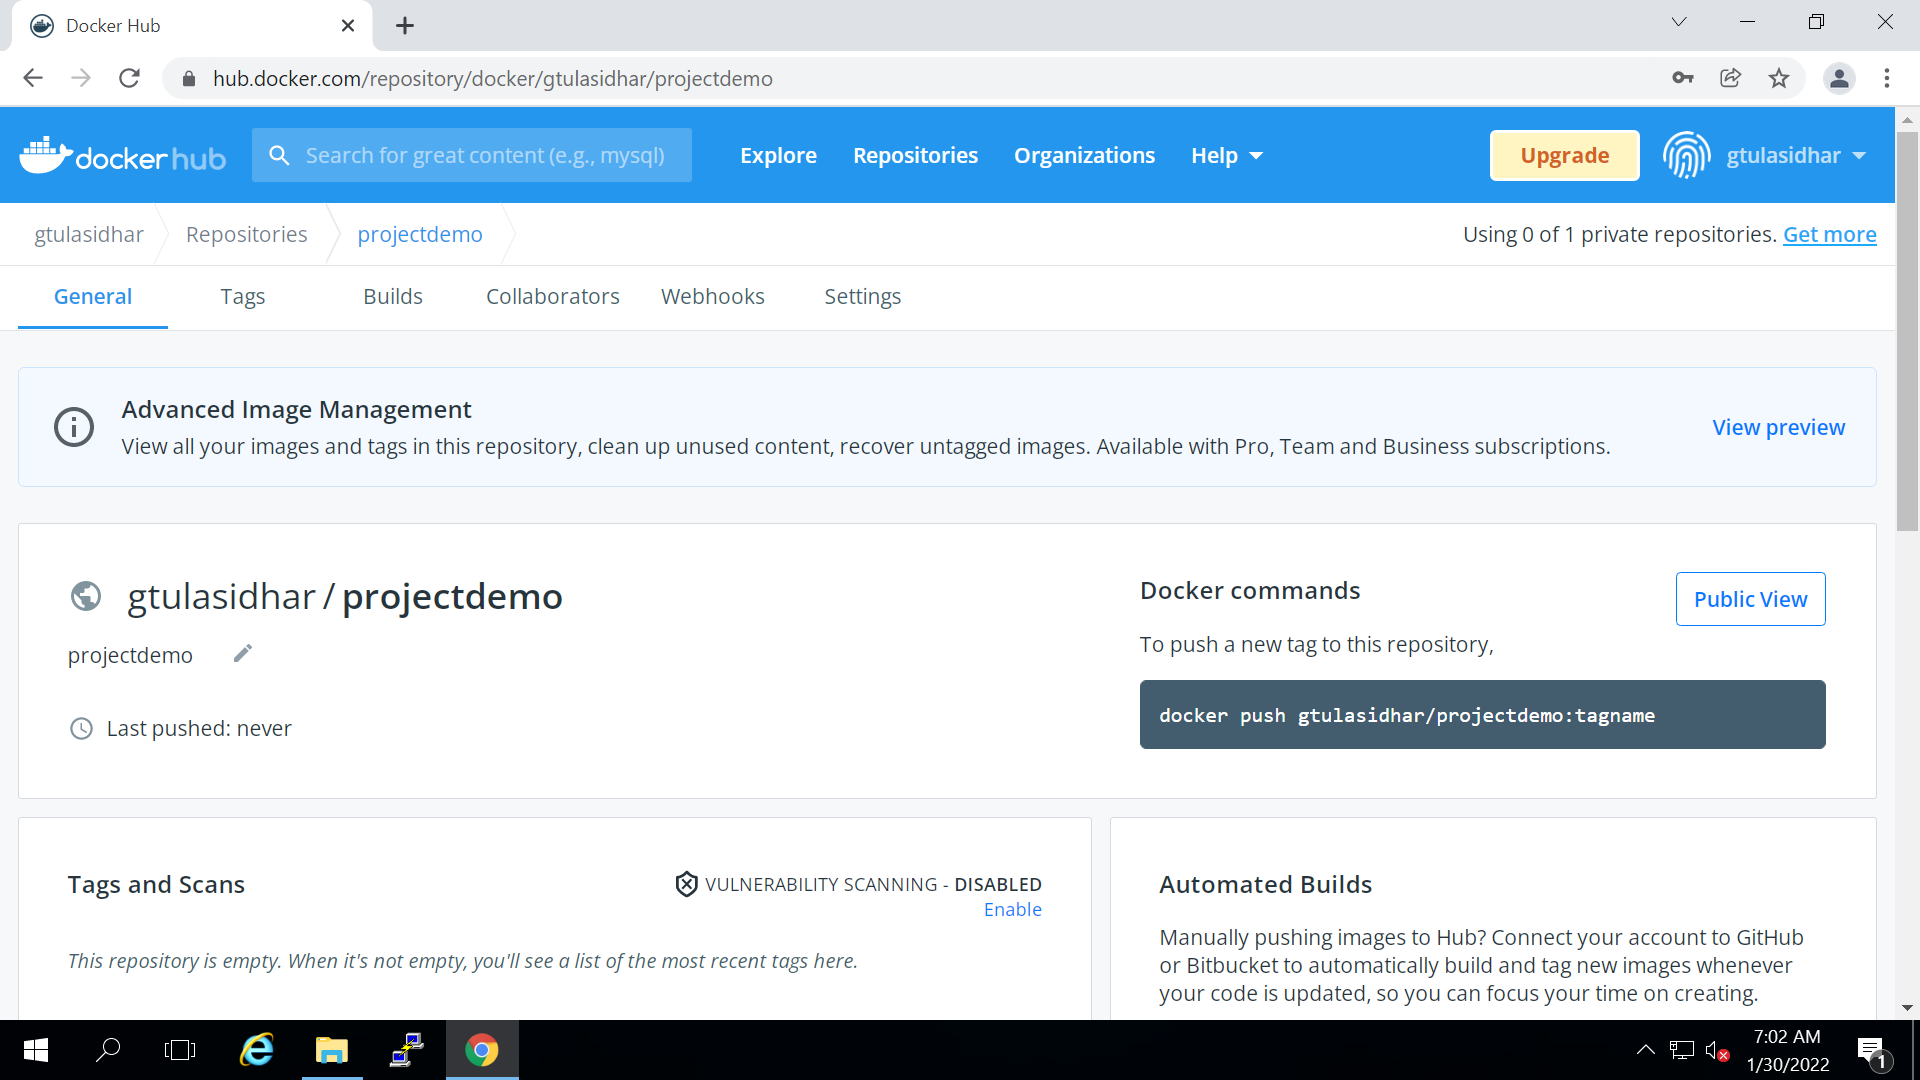 Docker Hub
hub.docker.com/repository/docker/gtulasidhar/projectdemo
docker hub
Search for great content (e.g., mysql)
Explore
Repositories
Organizations
Help
Upgrade
gtulasidhar
gtulasidhar
Repositories
projectdemo
Using 0 of 1 private repositories. Get more
General
Tags
Builds
Collaborators
Webhooks
Settings
Advanced Image Management
View all your images and tags in this repository, clean up unused content, recover untagged images. Available with Pro, Team and Business subscriptions.
View preview
gtulasidhar / projectdemo
projectdemo
Last pushed: never
Docker commands
Public View
To push a new tag to this repository,
docker push gtulasidhar/projectdemo:tagname
Tags and Scans
VULNERABILITY SCANNING - DISABLED
Enable
This repository is empty. When it's not empty, you'll see a list of the most recent tags here.
Automated Builds
Manually pushing images to Hub? Connect your account to GitHub
or Bitbucket to automatically build and tag new images whenever
your code is updated, so you can focus your time on creating.
7:02 AM
1/30/2022
1